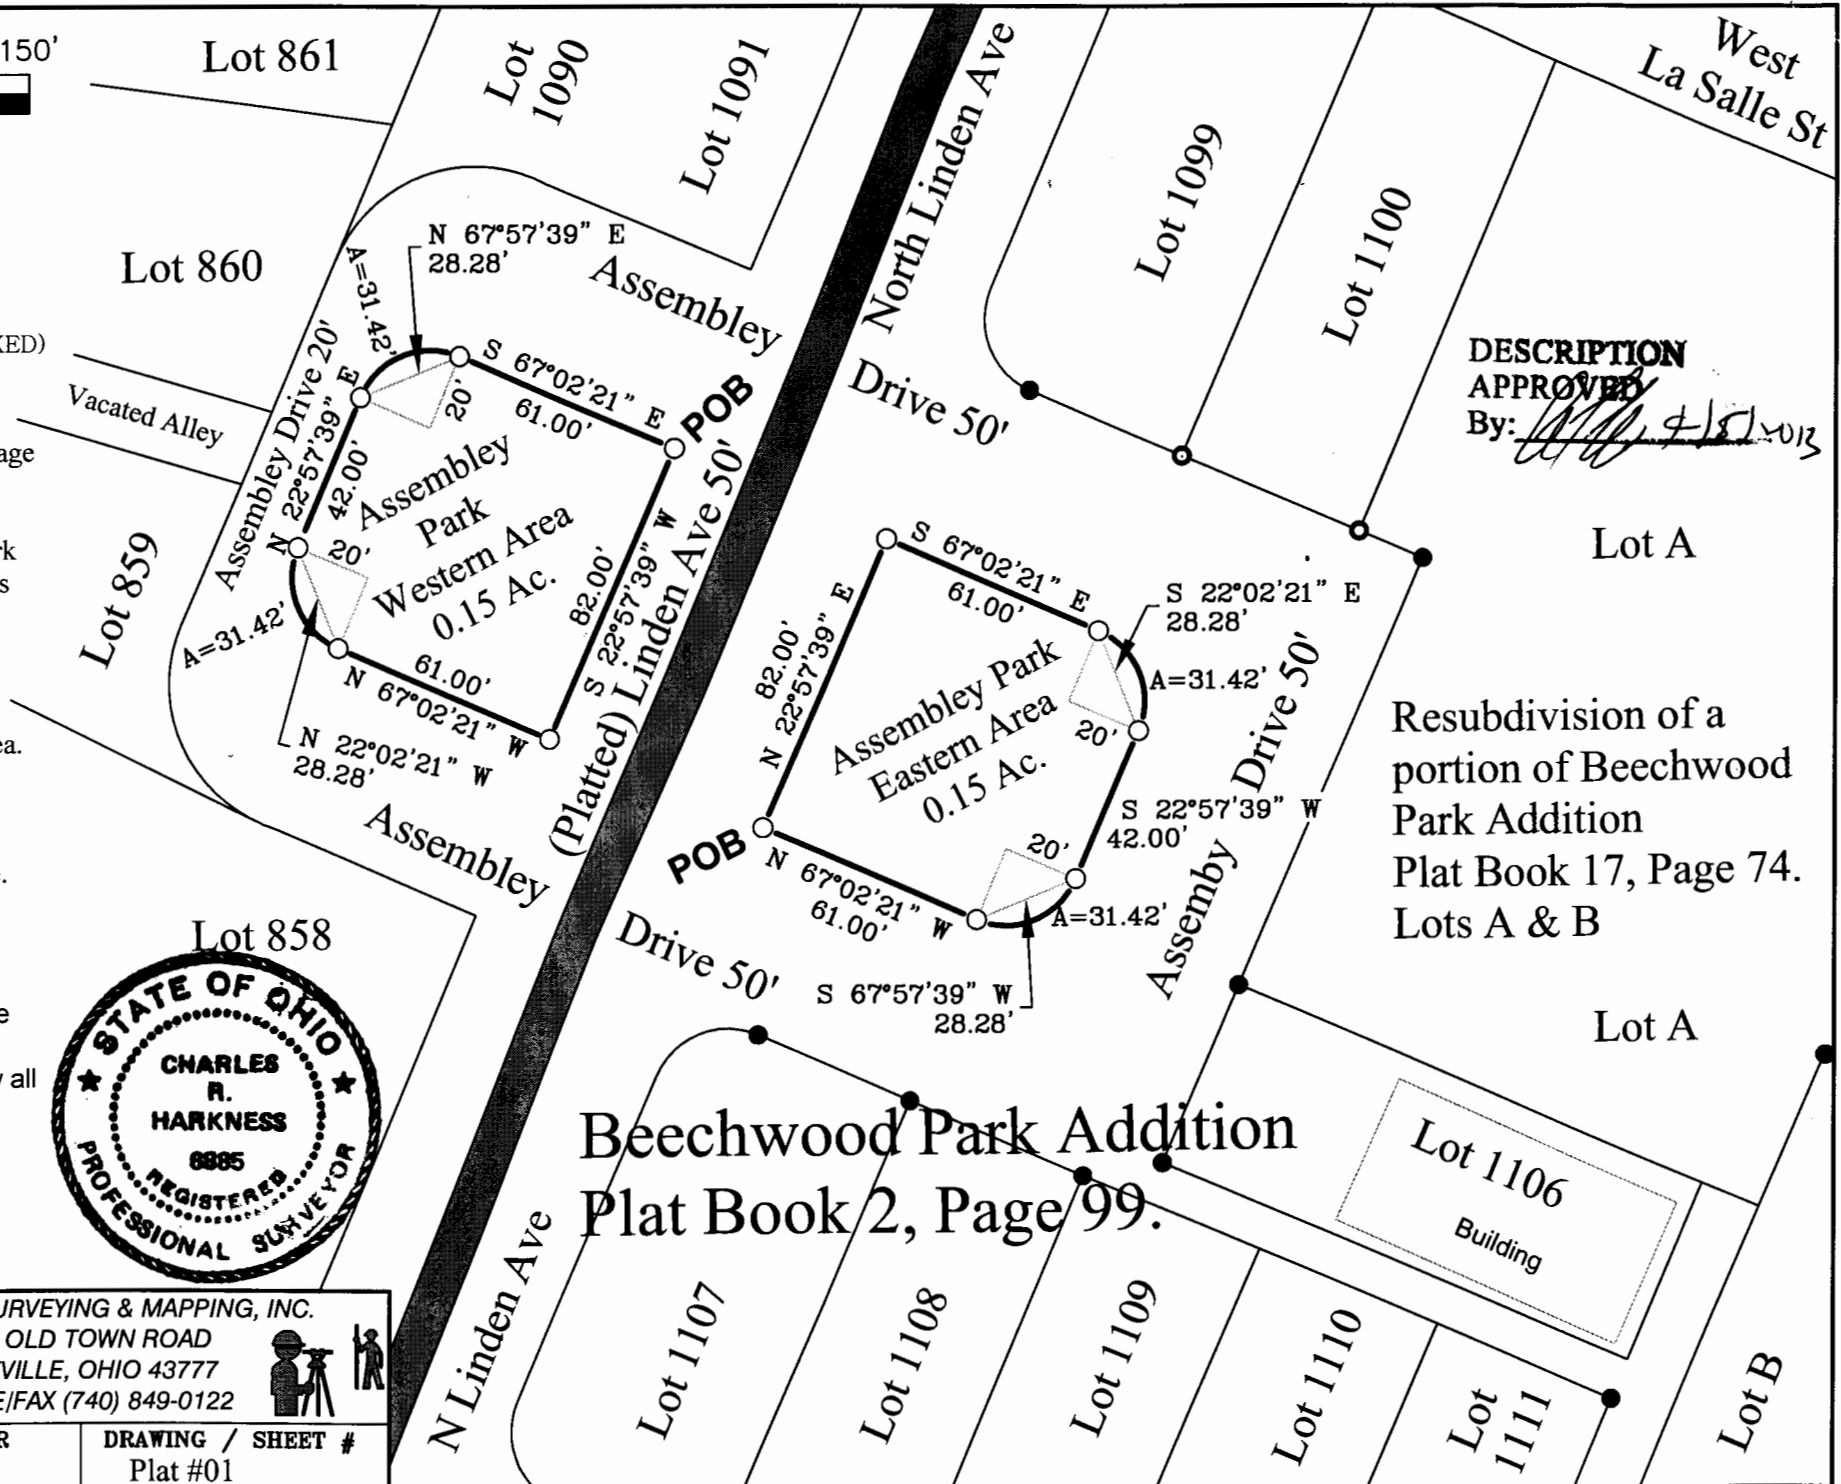 150'
Lot 861
Lot
1090
Lot 1091
North Linden Ave
Lot 1099
Lot 1100
West
La Salle St
Lot 860
N 67°57'39" E
28.28'
A=31.42'
Assembley
Drive 50'
DESCRIPTION
APPROVED
By:
KED)
Vacated Alley
age
rk
s
ea.
e
all
Lot 859
Assembley Drive 20'
N 22°57'39" E
42.00'
20'
S 67°02'21" E
61.00'
POB
Assembley
Park
Western Area
0.15 Ac.
20'
A=31.42'
82.00'
S 22°57'39" W
(Platted) Linden Ave 50'
61.00'
N 67°02'21" W
N 22°02'21" W
28.28'
Assembley
Drive 50'
S 67°02'21" E
61.00'
S 22°02'21" E
28.28'
A=31.42'
20'
82.00'
N 22°57'39" E
Assembley Park
Eastern Area
0.15 Ac.
S 22°57'39" W
42.00'
20'
A=31.42'
POB
N 67°02'21" W
61.00'
S 67°57'39" W
28.28'
Assemby Drive 50'
Lot A
Resubdivision of a
portion of Beechwood
Park Addition
Plat Book 17, Page 74.
Lots A & B
Lot A
Lot 858
STATE OF OHIO
CHARLES
R.
HARKNESS
6885
REGISTERED
PROFESSIONAL SURVEYOR
Beechwood Park Addition
Plat Book 2, Page 99.
Lot 1106
Building
URVEYING & MAPPING, INC.
OLD TOWN ROAD
VILLE, OHIO 43777
E/FAX (740) 849-0122
R
DRAWING / SHEET #
Plat #01
N Linden Ave
Lot 1107
Lot 1108
Lot 1109
Lot 1110
Lot
1111
Lot B